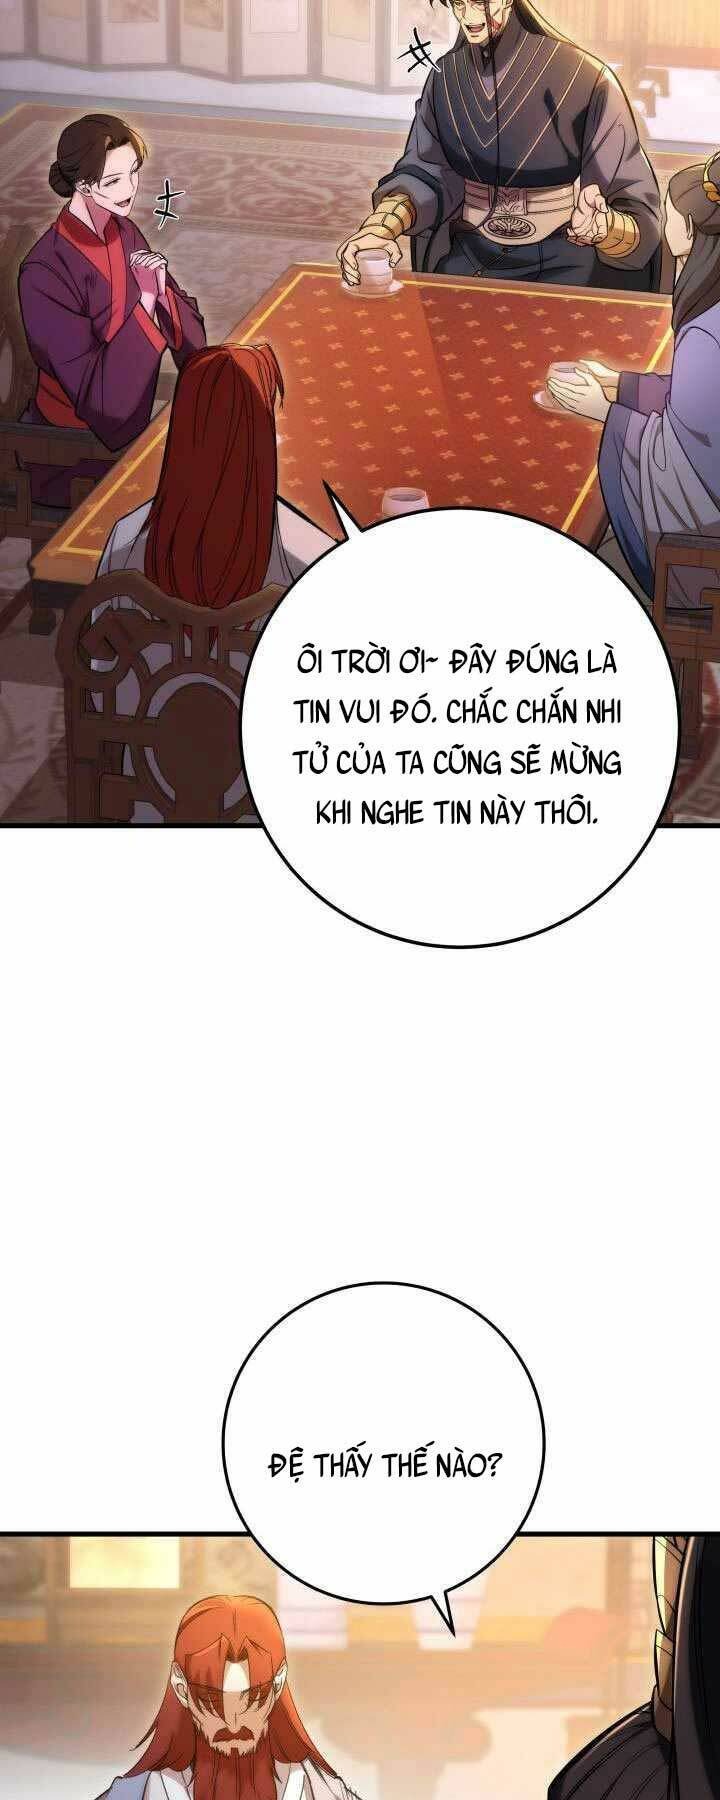 ÔI TRỜI ƠI~ ĐÂY ĐÚNG LÀ
TIN VUI ĐÓ. CHẮC CHẮN NHI
TỬ CỦA TA CŨNG SẼ MỪNG
KHI NGHE TIN NÀY THÔI.
ĐỆ THẤY THẾ NÀO?